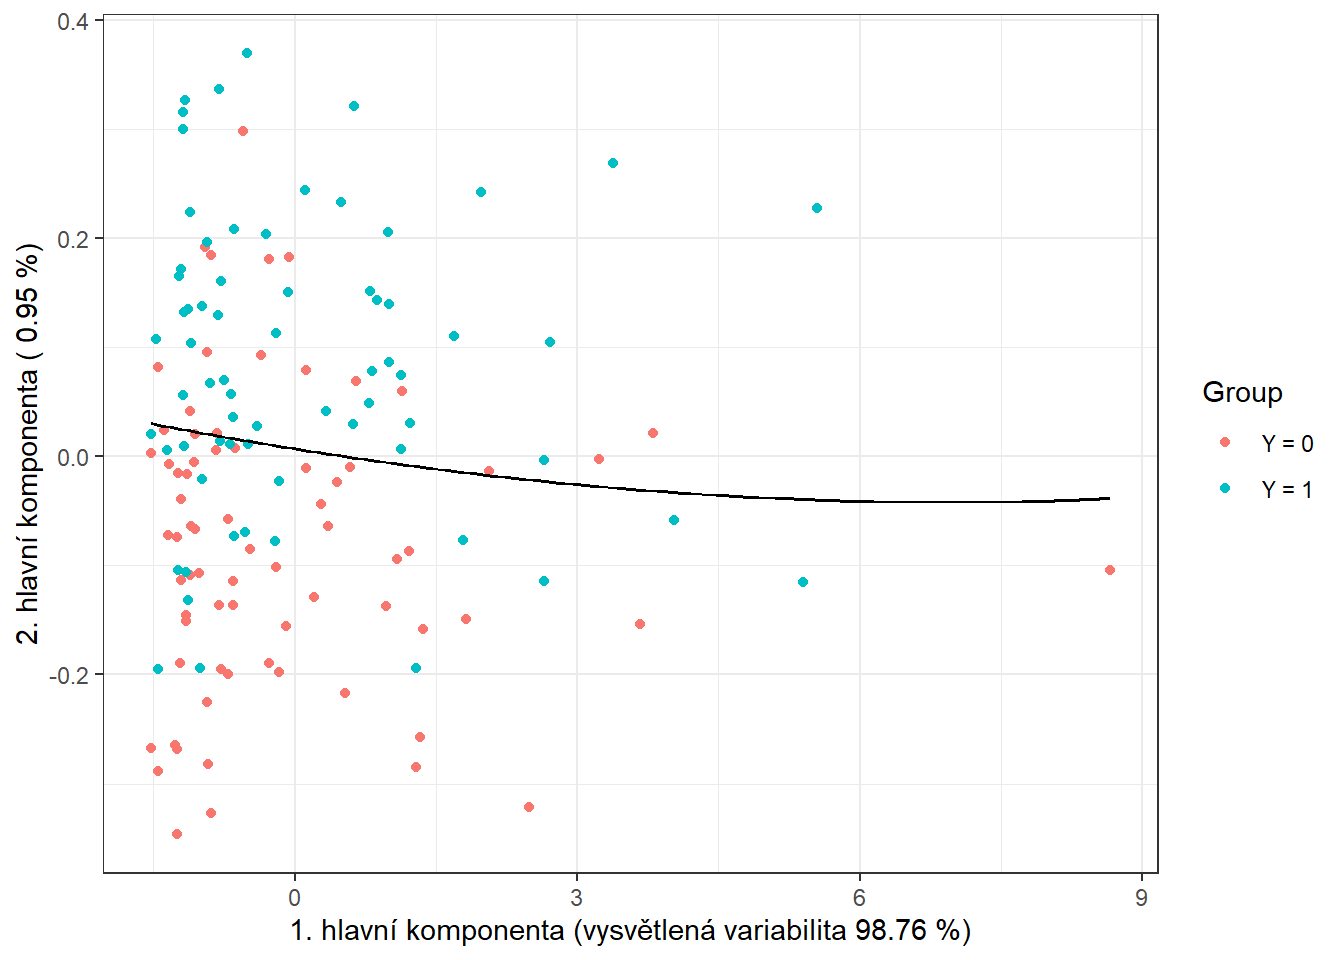 0.4
0.2
0.0
-0.2
2. hlavní komponenta ( 0.95 %)
0 3 6 9
1. hlavní komponenta (vysvětlená variabilita 98.76 %)
Group
Y = 0
Y = 1